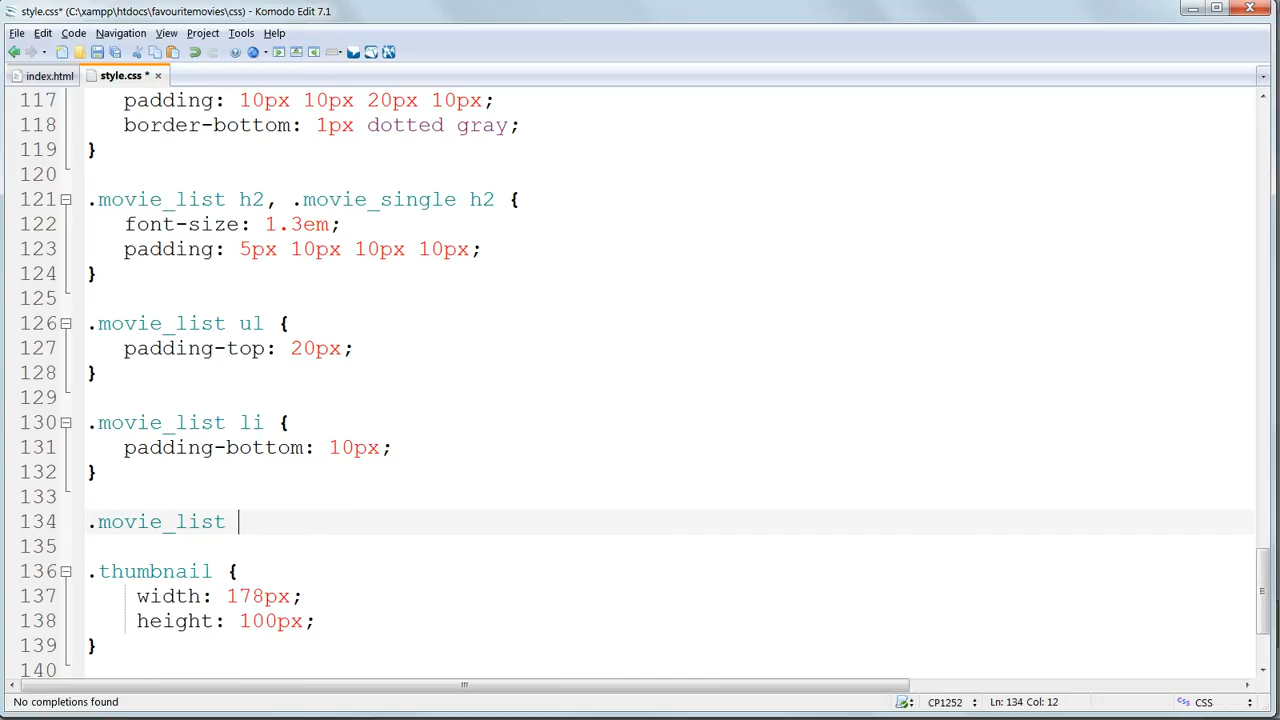 style.css* (C:\xampp\htdocs\favouritemovies\css) - Komodo Edit 7.1
File Edit Code Navigation View Project Tools Help
index.html style.css *
117 padding: 10px 10px 20px 10px;
118 border-bottom: 1px dotted gray;
119 }
120
121 .movie_list h2, .movie_single h2 {
122 font-size: 1.3em;
123 padding: 5px 10px 10px 10px;
124 }
125
126 .movie_list ul {
127 padding-top: 20px;
128 }
129
130 .movie_list li {
131 padding-bottom: 10px;
132 }
133
134 .movie_list
135
136 .thumbnail {
137 width: 178px;
138 height: 100px;
139 }
140
No completions found CP1252 Ln: 134 Col: 12 CSS